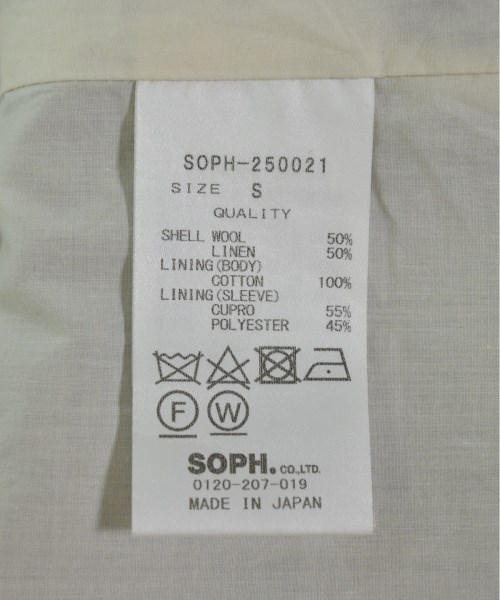 SOPH-250021
SIZE S
QUALITY
SHELL WOOL 50%
LINEN 50%
LINING(BODY)
COTTON 100%
LINING(SLEEVE)
CUPRO 55%
POLYESTER 45%
F W
SOPH. CO.,LTD.
0120-207-019
MADE IN JAPAN